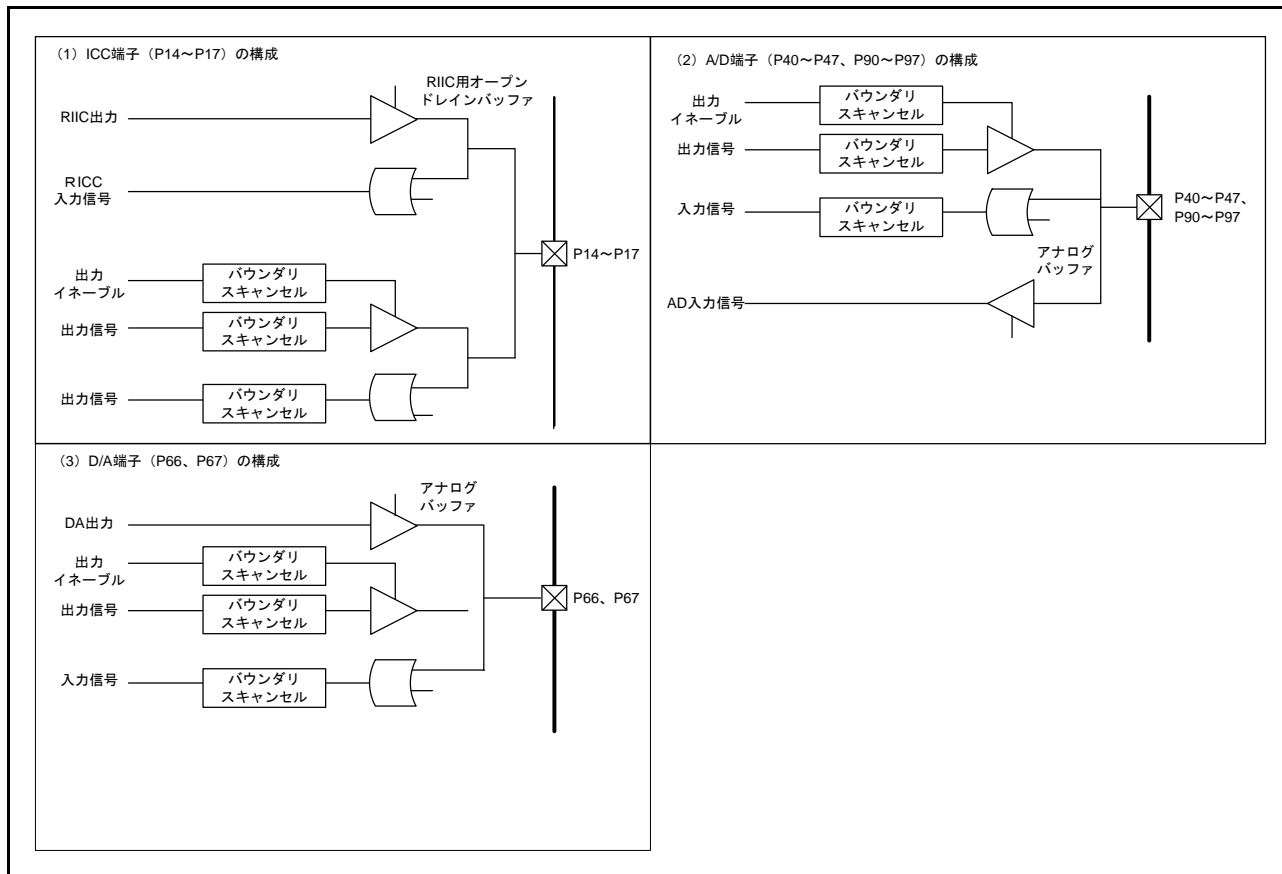 (1) ICC端子(P14~P17)の構成
RIIC用オープン
ドレインバッファ
RIIC出力
RICC
入力信号
出力
イネーブル
バウンダリ
スキャンセル
出力信号
バウンダリ
スキャンセル
出力信号
バウンダリ
スキャンセル
P14~P17
(2) A/D端子(P40~P47、P90~P97)の構成
出力
イネーブル
バウンダリ
スキャンセル
出力信号
バウンダリ
スキャンセル
入力信号
バウンダリ
スキャンセル
P40~P47、
P90~P97
アナログ
バッファ
AD入力信号
(3) D/A端子(P66、P67)の構成
アナログ
バッファ
DA出力
出力
イネーブル
バウンダリ
スキャンセル
出力信号
バウンダリ
スキャンセル
P66、P67
入力信号
バウンダリ
スキャンセル